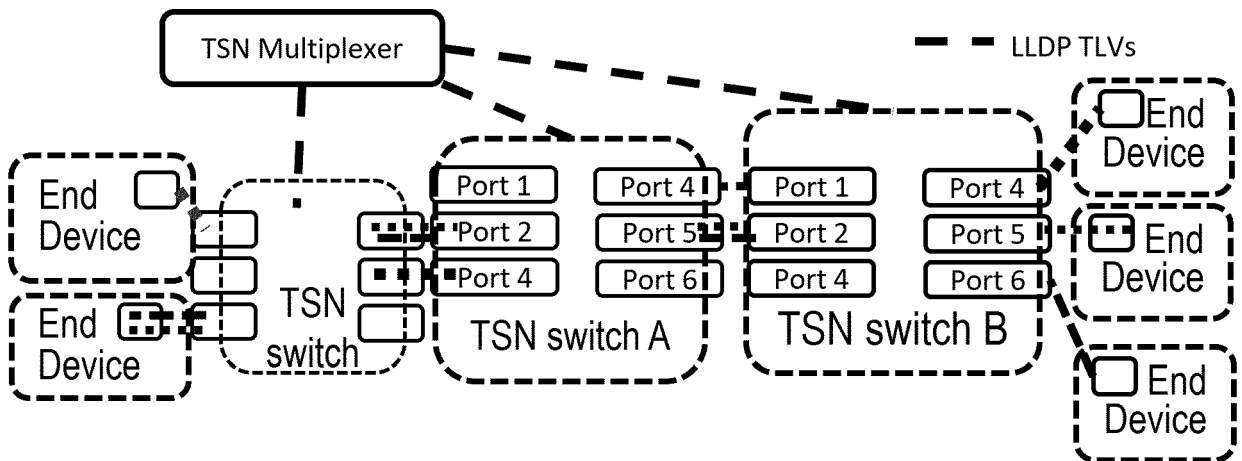 TSN Multiplexer
LLDP TLVs
End
Device
End
Device
TSN
switch
Port 1
Port 2
Port 4
Port 4
Port 5
Port 6
TSN switch A
Port 1
Port 2
Port 4
Port 4
Port 5
Port 6
TSN switch B
End
Device
End
Device
End
Device